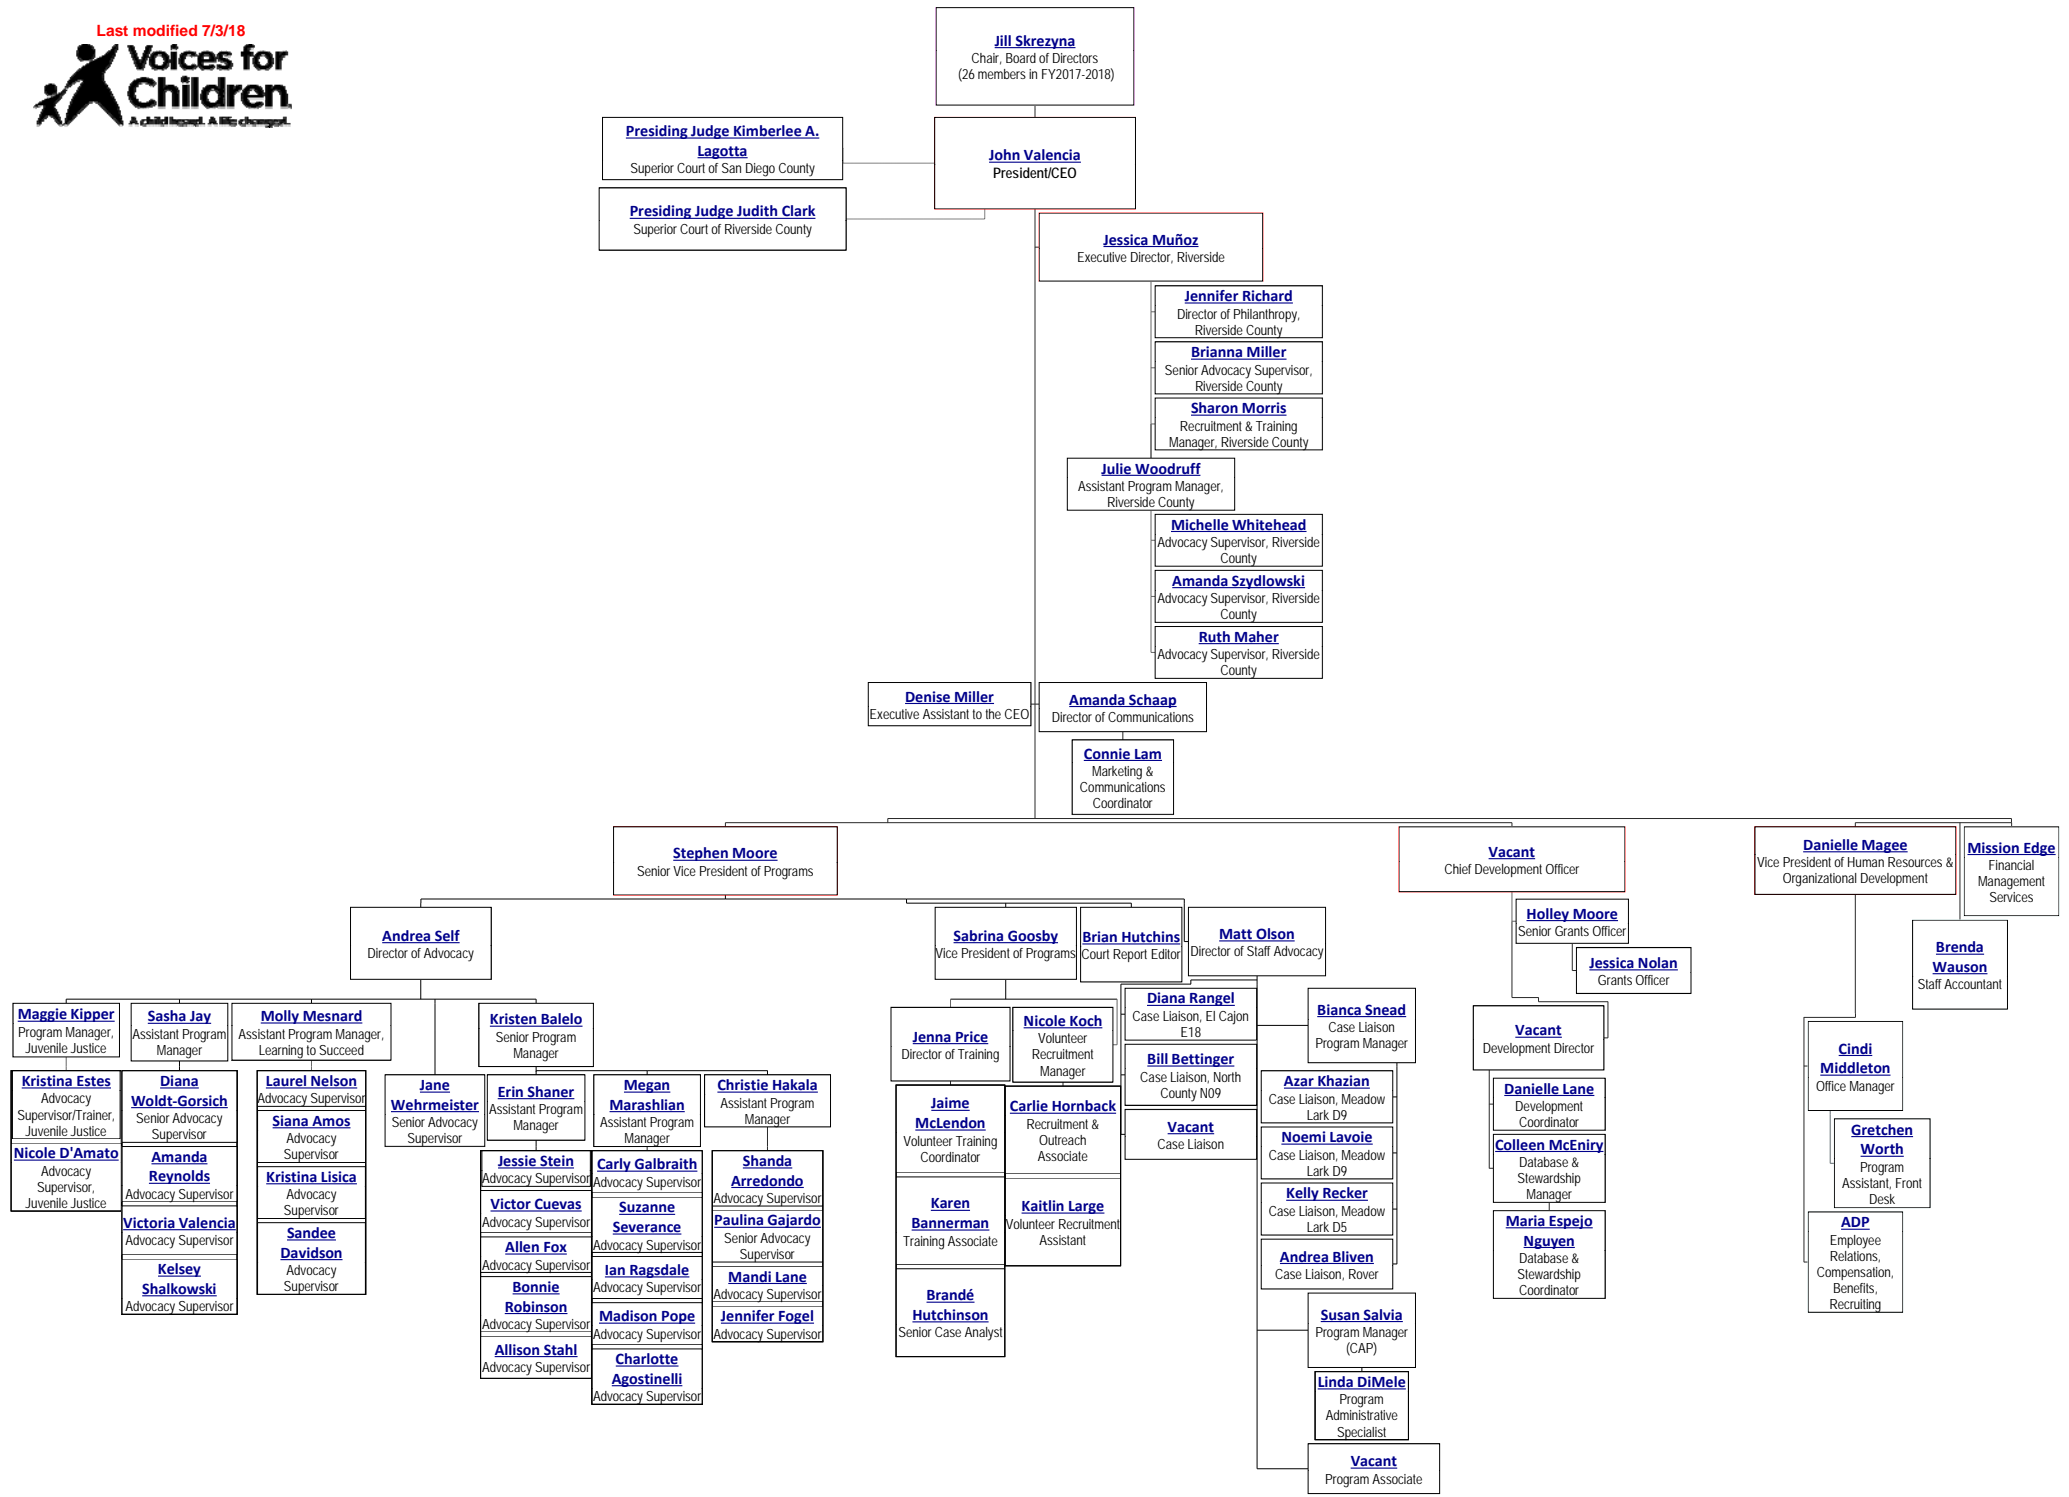 Last modified 7/3/18
Voices for
Children
A child heard. A life changed.
Jill Skrezyna
Chair, Board of Directors
(26 members in FY2017-2018)
Presiding Judge Kimberlee A.
Lagotta
Superior Court of San Diego County
John Valencia
President/CEO
Presiding Judge Judith Clark
Superior Court of Riverside County
Jessica Muñoz
Executive Director, Riverside
Jennifer Richard
Director of Philanthropy,
Riverside County
Brianna Miller
Senior Advocacy Supervisor,
Riverside County
Sharon Morris
Recruitment & Training
Manager, Riverside County
Julie Woodruff
Assistant Program Manager,
Riverside County
Michelle Whitehead
Advocacy Supervisor, Riverside
County
Amanda Szydlowski
Advocacy Supervisor, Riverside
County
Ruth Maher
Advocacy Supervisor, Riverside
County
Denise Miller
Executive Assistant to the CEO
Amanda Schaap
Director of Communications
Connie Lam
Marketing &
Communications
Coordinator
Stephen Moore
Senior Vice President of Programs
Vacant
Chief Development Officer
Danielle Magee
Vice President of Human Resources &
Organizational Development
Mission Edge
Financial
Management
Services
Brenda
Wauson
Staff Accountant
Andrea Self
Director of Advocacy
Sabrina Goosby
Vice President of Programs
Brian Hutchins
Court Report Editor
Matt Olson
Director of Staff Advocacy
Holley Moore
Senior Grants Officer
Jessica Nolan
Grants Officer
Maggie Kipper
Program Manager,
Juvenile Justice
Kristina Estes
Advocacy
Supervisor/Trainer,
Juvenile Justice
Nicole D'Amato
Advocacy
Supervisor,
Juvenile Justice
Sasha Jay
Assistant Program
Manager
Diana
Woldt-Gorsich
Senior Advocacy
Supervisor
Amanda
Reynolds
Advocacy Supervisor
Victoria Valencia
Advocacy Supervisor
Kelsey
Shalkowski
Advocacy Supervisor
Molly Mesnard
Assistant Program Manager,
Learning to Succeed
Laurel Nelson
Advocacy Supervisor
Siana Amos
Advocacy
Supervisor
Kristina Lisica
Advocacy
Supervisor
Sandee
Davidson
Advocacy
Supervisor
Jane
Wehrmeister
Senior Advocacy
Supervisor
Kristen Balelo
Senior Program
Manager
Erin Shaner
Assistant Program
Manager
Jessie Stein
Advocacy Supervisor
Victor Cuevas
Advocacy Supervisor
Allen Fox
Advocacy Supervisor
Bonnie
Robinson
Advocacy Supervisor
Allison Stahl
Advocacy Supervisor
Megan
Marashlian
Assistant Program
Manager
Carly Galbraith
Advocacy Supervisor
Suzanne
Severance
Advocacy Supervisor
Ian Ragsdale
Advocacy Supervisor
Madison Pope
Advocacy Supervisor
Charlotte
Agostinelli
Advocacy Supervisor
Christie Hakala
Assistant Program
Manager
Shanda
Arredondo
Advocacy Supervisor
Paulina Gajardo
Senior Advocacy
Supervisor
Mandi Lane
Advocacy Supervisor
Jennifer Fogel
Advocacy Supervisor
Jenna Price
Director of Training
Jaime
McLendon
Volunteer Training
Coordinator
Karen
Bannerman
Training Associate
Brandé
Hutchinson
Senior Case Analyst
Nicole Koch
Volunteer
Recruitment
Manager
Carlie Hornback
Recruitment &
Outreach
Associate
Kaitlin Large
Volunteer Recruitment
Assistant
Diana Rangel
Case Liaison, El Cajon
E18
Bill Bettinger
Case Liaison, North
County N09
Vacant
Case Liaison
Bianca Snead
Case Liaison
Program Manager
Azar Khazian
Case Liaison, Meadow
Lark D9
Noemi Lavoie
Case Liaison, Meadow
Lark D9
Kelly Recker
Case Liaison, Meadow
Lark D5
Andrea Bliven
Case Liaison, Rover
Susan Salvia
Program Manager
(CAP)
Linda DiMele
Program
Administrative
Specialist
Vacant
Program Associate
Vacant
Development Director
Danielle Lane
Development
Coordinator
Colleen McEniry
Database &
Stewardship
Manager
Maria Espejo
Nguyen
Database &
Stewardship
Coordinator
Cindi
Middleton
Office Manager
Gretchen
Worth
Program
Assistant, Front
Desk
ADP
Employee
Relations,
Compensation,
Benefits,
Recruiting